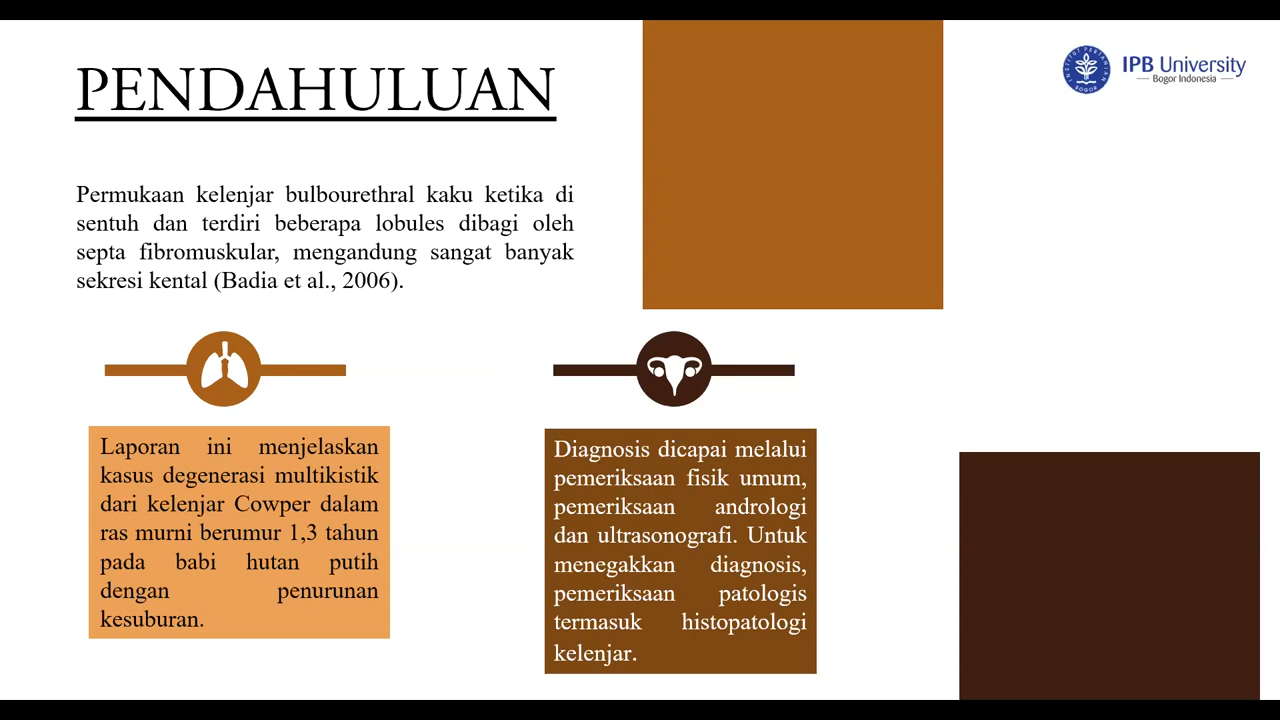 PENDAHULUAN
IPB University
Bogor Indonesia
INSTITUT PERTANIAN BOGOR
Permukaan kelenjar bulbourethral kaku ketika di
sentuh dan terdiri beberapa lobules dibagi oleh
septa fibromuskular, mengandung sangat banyak
sekresi kental (Badia et al., 2006).
Laporan ini menjelaskan
kasus degenerasi multikistik
dari kelenjar Cowper dalam
ras murni berumur 1,3 tahun
pada babi hutan putih
dengan penurunan
kesuburan.
Diagnosis dicapai melalui
pemeriksaan fisik umum,
pemeriksaan andrologi
dan ultrasonografi. Untuk
menegakkan diagnosis,
pemeriksaan patologis
termasuk histopatologi
kelenjar.